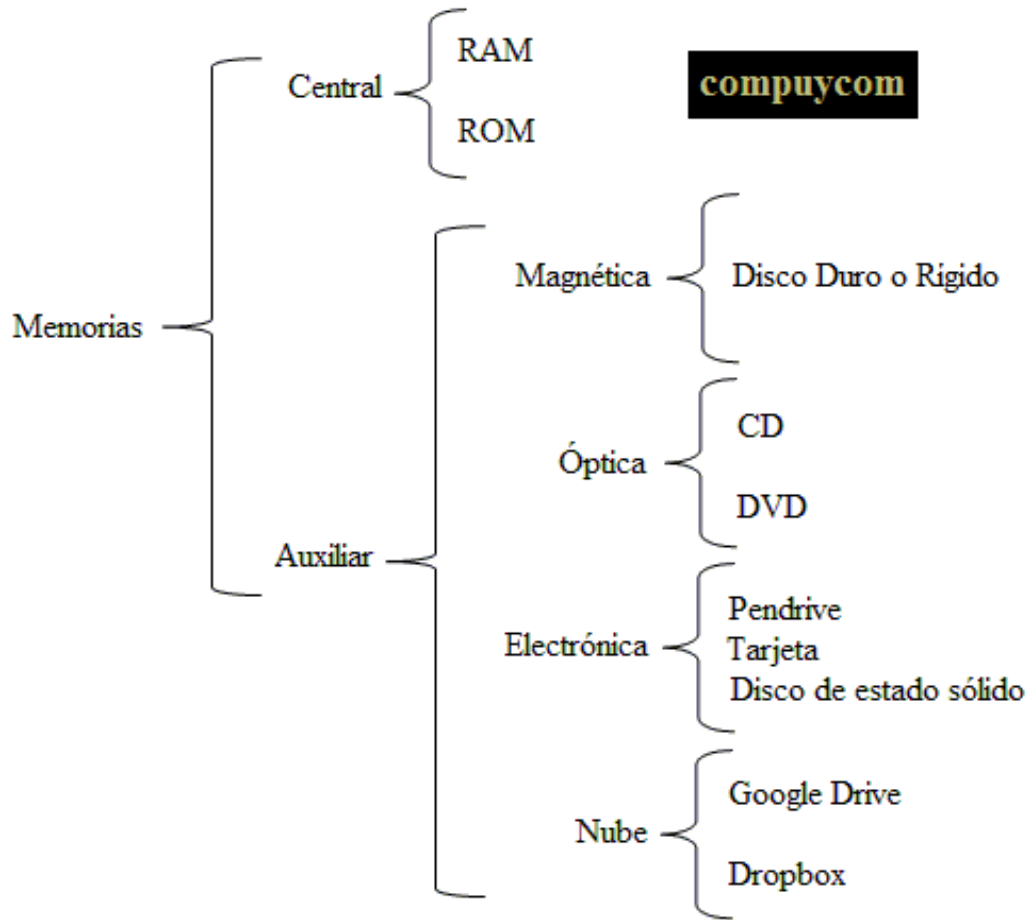 Memorias
Central
RAM
ROM
compuycom
Auxiliar
Magnética
Disco Duro o Rígido
Óptica
CD
DVD
Electrónica
Pendrive
Tarjeta
Disco de estado sólido
Nube
Google Drive
Dropbox